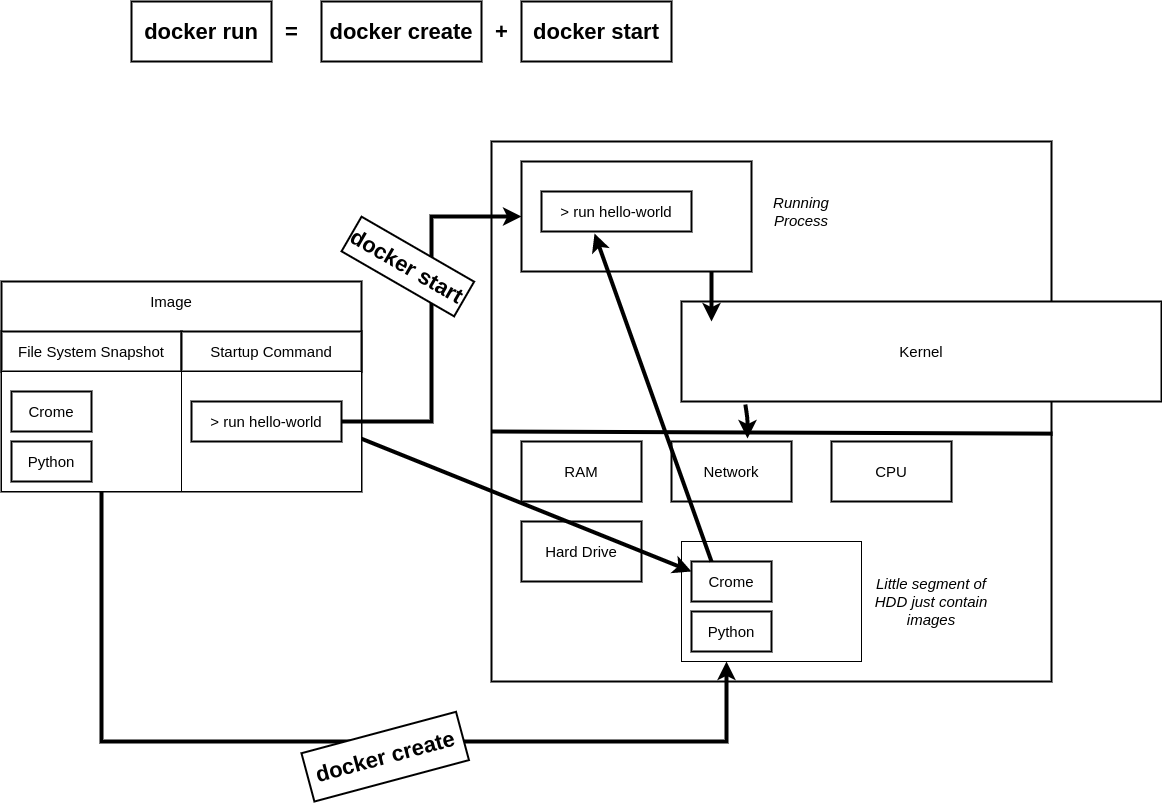 docker run = docker create + docker start
> run hello-world
Running
Process
docker start
Image
Kernel
File System Snapshot
Startup Command
Crome
> run hello-world
Python
RAM
Network
CPU
Hard Drive
Crome
Little segment of
HDD just contain
images
Python
docker create